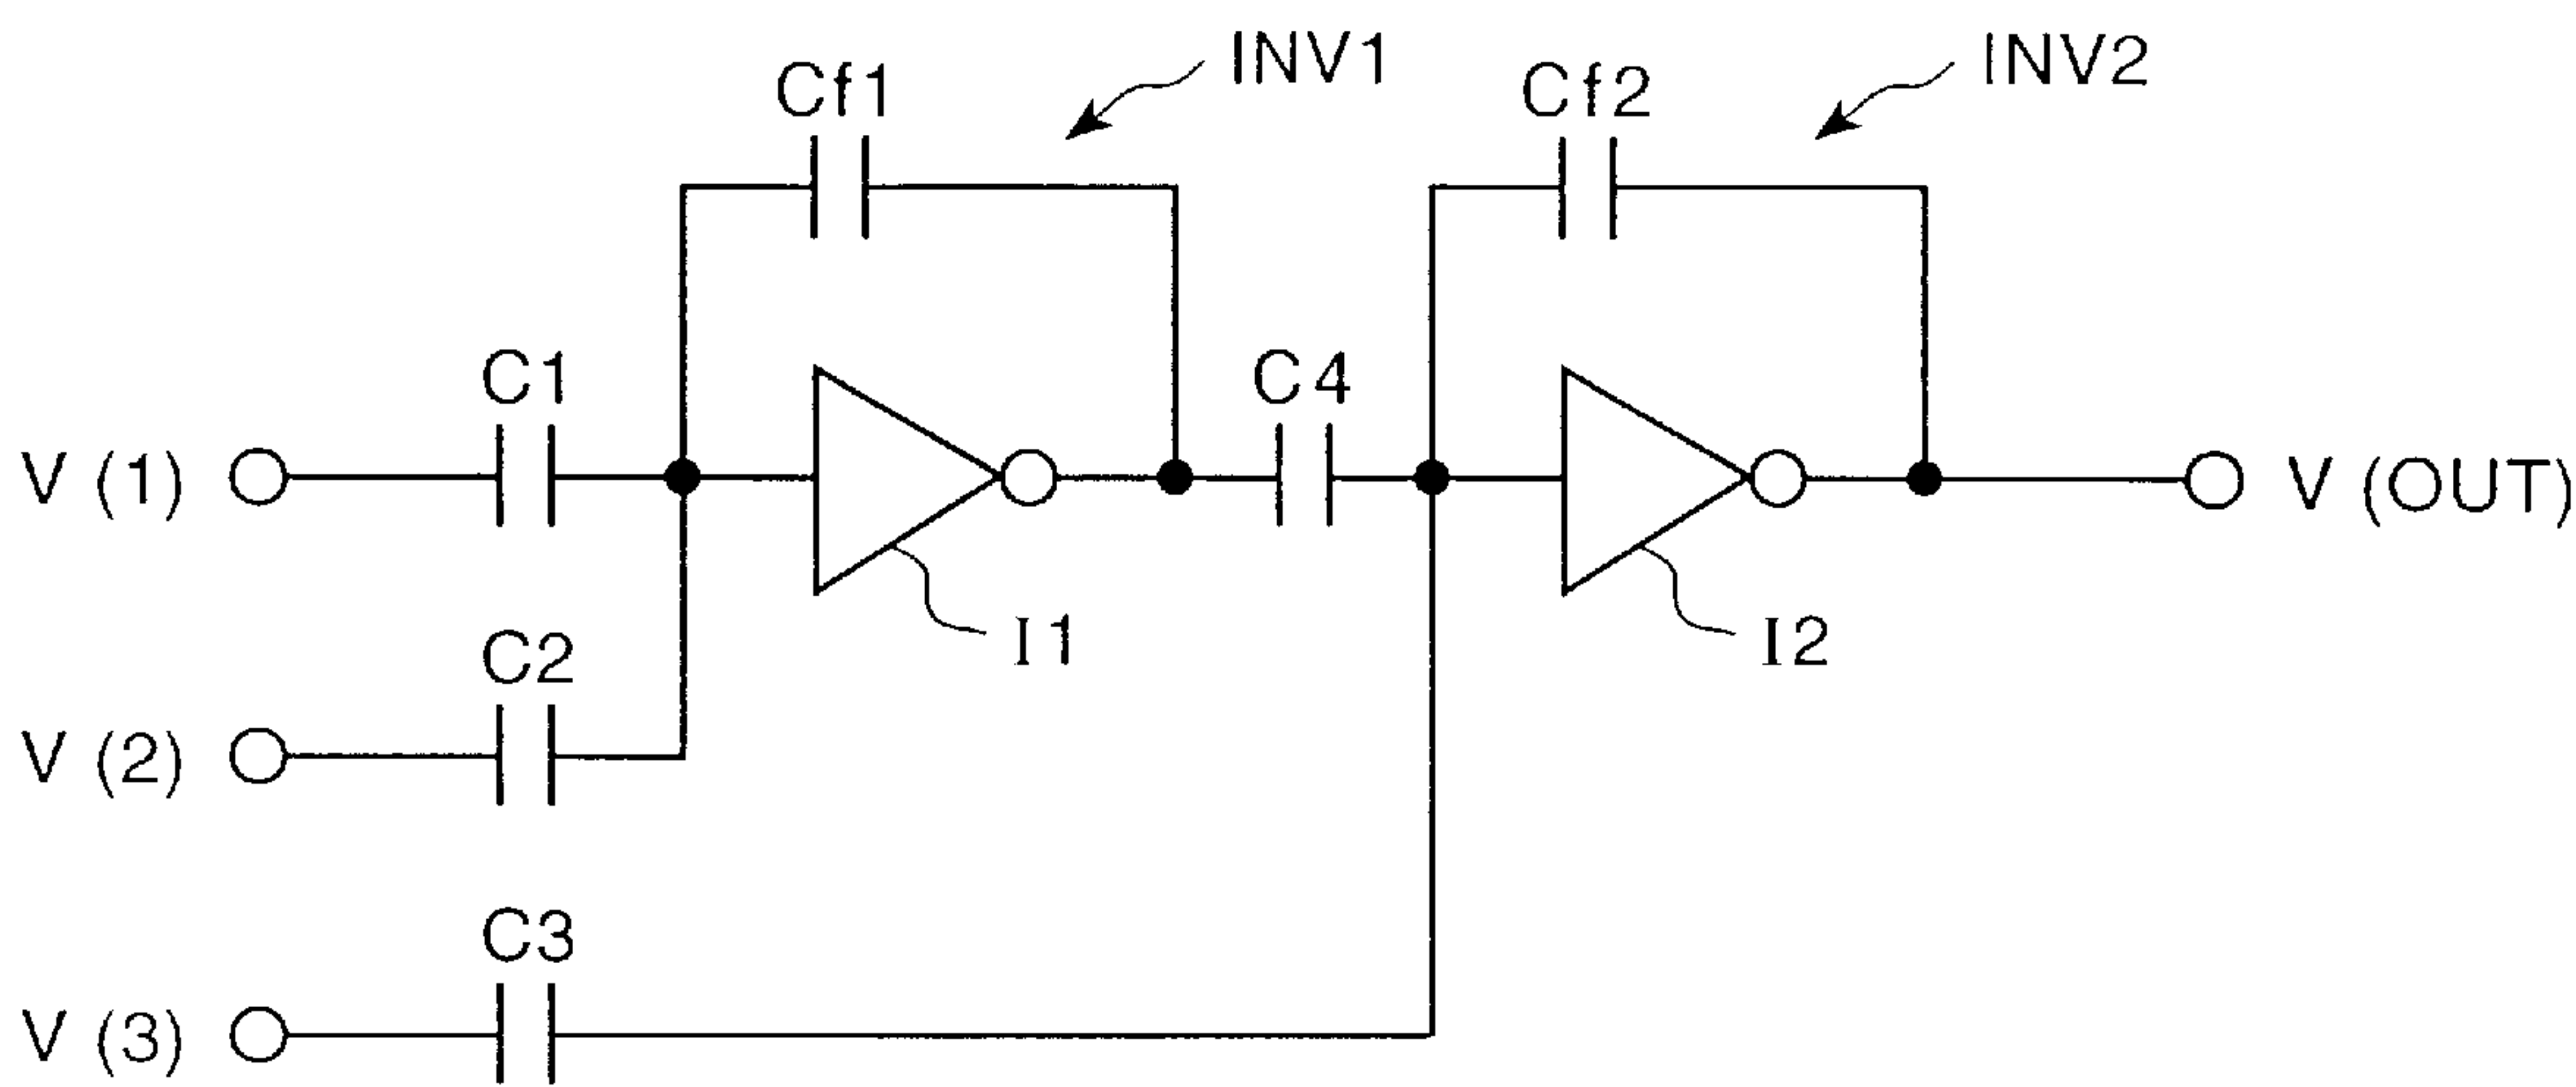 INV1
INV2
Cf1
Cf2
C1
C4
V (1)
V (OUT)
I1
I2
C2
V (2)
C3
V (3)